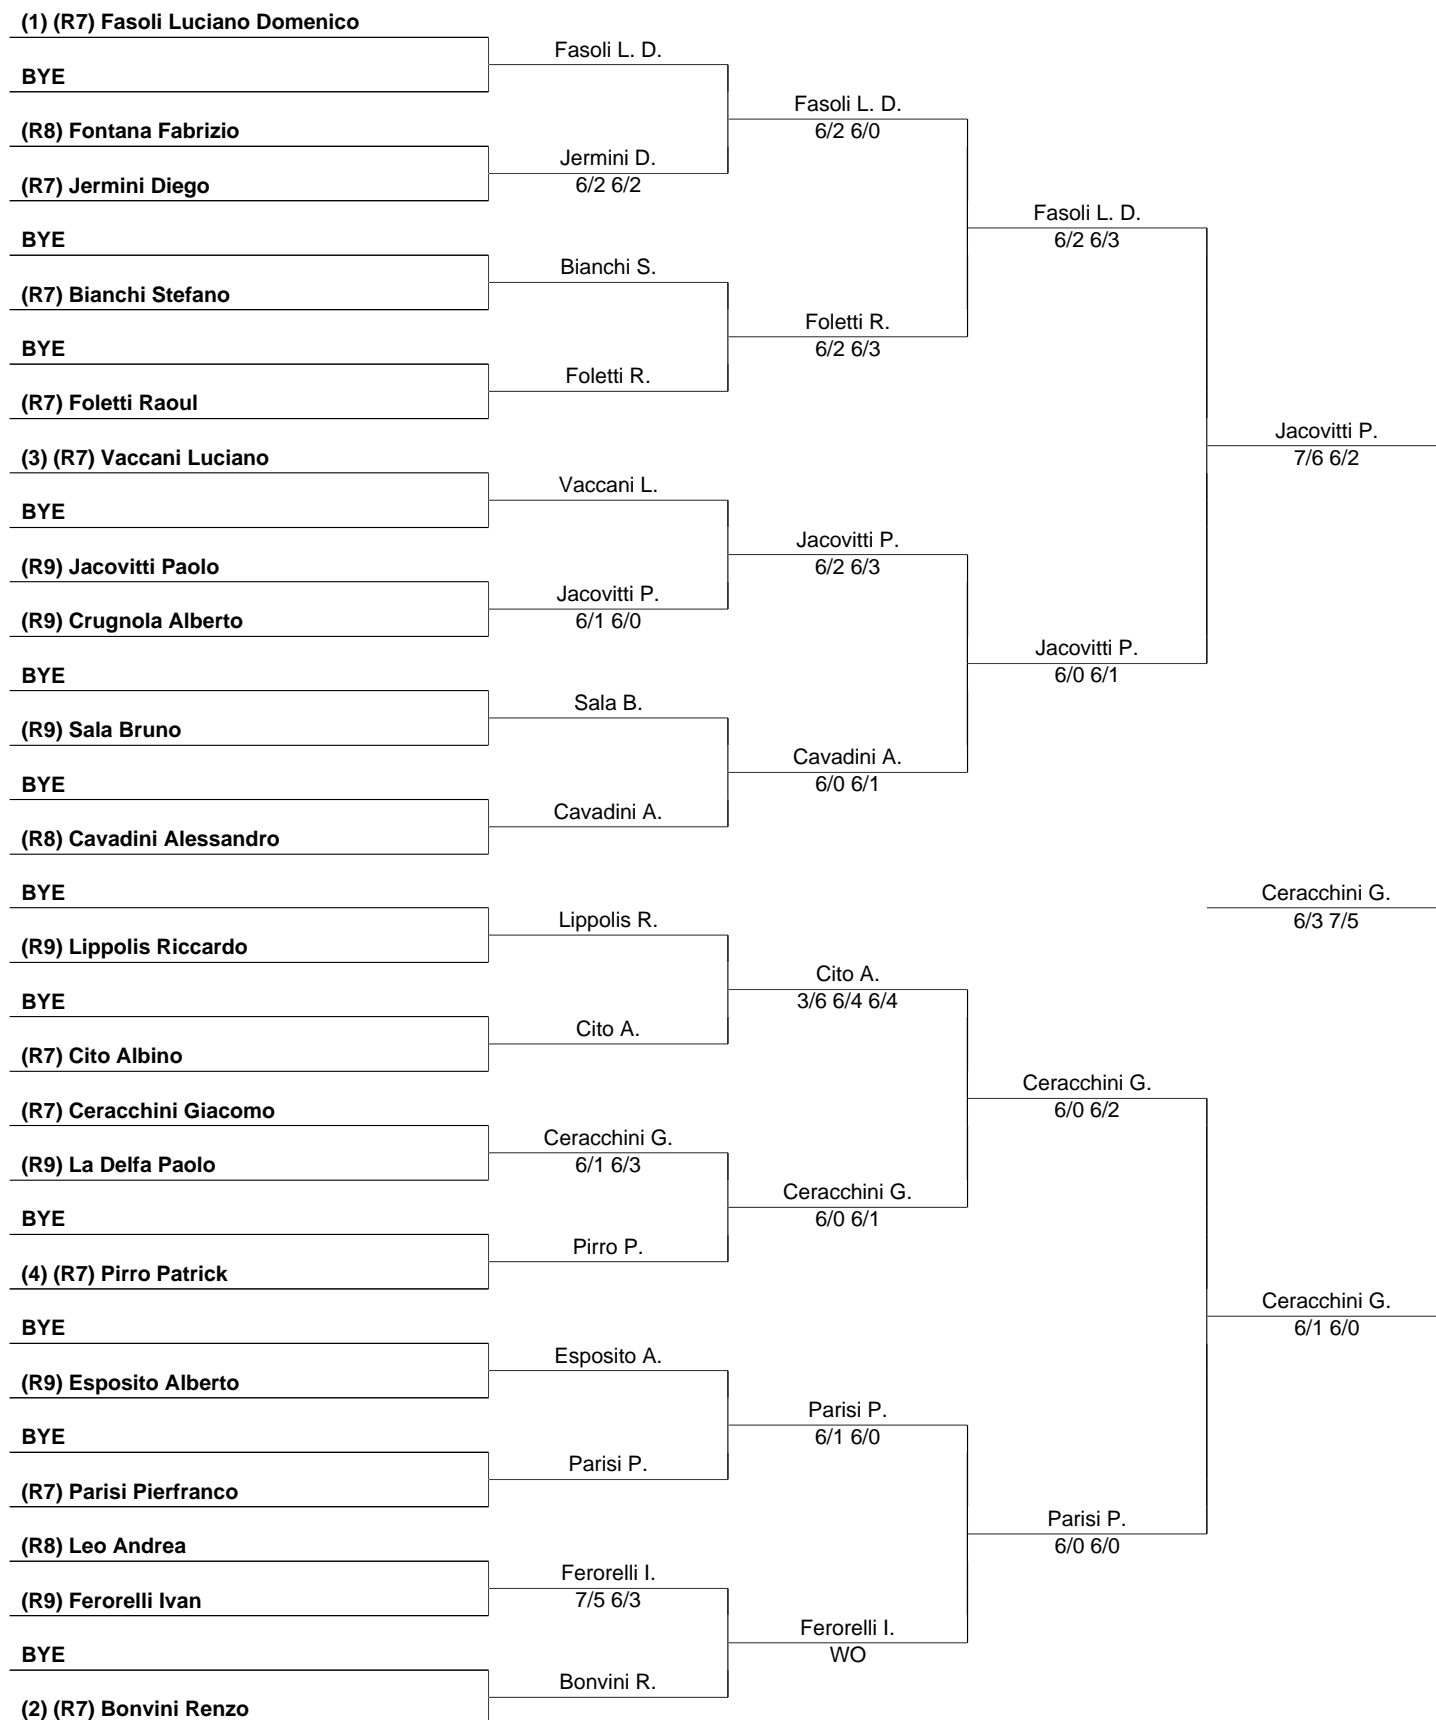 (1) (R7) Fasoli Luciano Domenico
Fasoli L. D.
BYE
Fasoli L. D.
6/2 6/0
(R8) Fontana Fabrizio
Jermini D.
6/2 6/2
(R7) Jermini Diego
Fasoli L. D.
6/2 6/3
BYE
Bianchi S.
(R7) Bianchi Stefano
Foletti R.
6/2 6/3
BYE
Foletti R.
(R7) Foletti Raoul
Jacovitti P.
7/6 6/2
(3) (R7) Vaccani Luciano
Vaccani L.
BYE
Jacovitti P.
6/2 6/3
(R9) Jacovitti Paolo
Jacovitti P.
6/1 6/0
(R9) Crugnola Alberto
Jacovitti P.
6/0 6/1
BYE
Sala B.
(R9) Sala Bruno
Cavadini A.
6/0 6/1
BYE
Cavadini A.
(R8) Cavadini Alessandro
BYE
Ceracchini G.
6/3 7/5
Lippolis R.
(R9) Lippolis Riccardo
Cito A.
3/6 6/4 6/4
BYE
Cito A.
(R7) Cito Albino
Ceracchini G.
6/0 6/2
(R7) Ceracchini Giacomo
Ceracchini G.
6/1 6/3
(R9) La Delfa Paolo
Ceracchini G.
6/0 6/1
BYE
Pirro P.
(4) (R7) Pirro Patrick
Ceracchini G.
6/1 6/0
BYE
Esposito A.
(R9) Esposito Alberto
Parisi P.
6/1 6/0
BYE
Parisi P.
(R7) Parisi Pierfranco
Parisi P.
6/0 6/0
(R8) Leo Andrea
Ferorelli I.
7/5 6/3
(R9) Ferorelli Ivan
Ferorelli I.
WO
BYE
Bonvini R.
(2) (R7) Bonvini Renzo